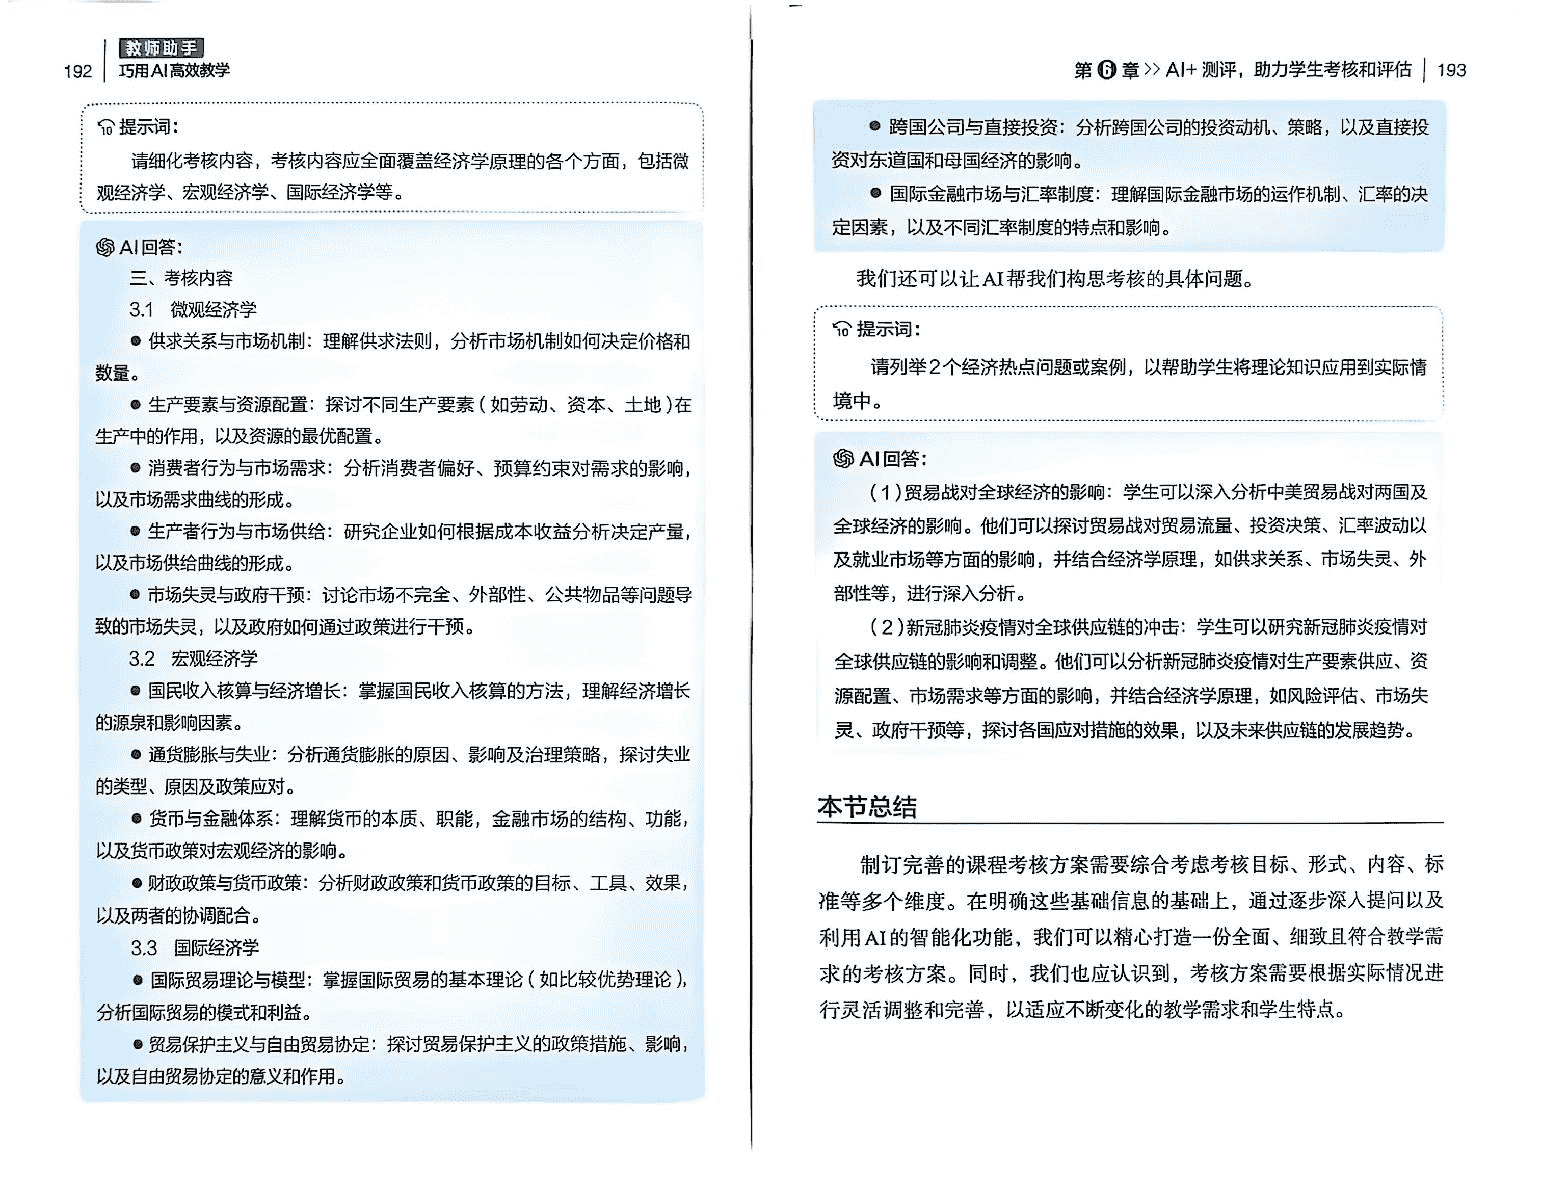 192
教师助手
巧用AI高效教学
提示词：
请细化考核内容，考核内容应全面覆盖经济学原理的各个方面，包括微
观经济学、宏观经济学、国际经济学等。
AI回答：
三、考核内容
3.1 微观经济学
● 供求关系与市场机制：理解供求法则，分析市场机制如何决定价格和
数量。
● 生产要素与资源配置：探讨不同生产要素（如劳动、资本、土地）在
生产中的作用，以及资源的最优配置。
● 消费者行为与市场需求：分析消费者偏好、预算约束对需求的影响，
以及市场需求曲线的形成。
● 生产者行为与市场供给：研究企业如何根据成本收益分析决定产量，
以及市场供给曲线的形成。
● 市场失灵与政府干预：讨论市场不完全、外部性、公共物品等问题导
致的市场失灵，以及政府如何通过政策进行干预。
3.2 宏观经济学
● 国民收入核算与经济增长：掌握国民收入核算的方法，理解经济增长
的源泉和影响因素。
● 通货膨胀与失业：分析通货膨胀的原因、影响及治理策略，探讨失业
的类型、原因及政策应对。
● 货币与金融体系：理解货币的本质、职能，金融市场的结构、功能，
以及货币政策对宏观经济的影响。
● 财政政策与货币政策：分析财政政策和货币政策的目标、工具、效果，
以及两者的协调配合。
3.3 国际经济学
● 国际贸易理论与模型：掌握国际贸易的基本理论（如比较优势理论），
分析国际贸易的模式和利益。
● 贸易保护主义与自由贸易协定：探讨贸易保护主义的政策措施、影响，
以及自由贸易协定的意义和作用。
第6章 >> AI+ 测评，助力学生考核和评估 193
● 跨国公司与直接投资：分析跨国公司的投资动机、策略，以及直接投
资对东道国和母国经济的影响。
● 国际金融市场与汇率制度：理解国际金融市场的运作机制、汇率的决
定因素，以及不同汇率制度的特点和影响。
我们还可以让AI帮我们构思考核的具体问题。
提示词：
请列举2个经济热点问题或案例，以帮助学生将理论知识应用到实际情
境中。
AI回答：
（1）贸易战对全球经济的影响：学生可以深入分析中美贸易战对两国及
全球经济的影响。他们可以探讨贸易战对贸易流量、投资决策、汇率波动以
及就业市场等方面的影响，并结合经济学原理，如供求关系、市场失灵、外
部性等，进行深入分析。
（2）新冠肺炎疫情对全球供应链的冲击：学生可以研究新冠肺炎疫情对
全球供应链的影响和调整。他们可以分析新冠肺炎疫情对生产要素供应、资
源配置、市场需求等方面的影响，并结合经济学原理，如风险评估、市场失
灵、政府干预等，探讨各国应对措施的效果，以及未来供应链的发展趋势。
本节总结
制订完善的课程考核方案需要综合考虑考核目标、形式、内容、标
准等多个维度。在明确这些基础信息的基础上，通过逐步深入提问以及
利用AI的智能化功能，我们可以精心打造一份全面、细致且符合教学需
求的考核方案。同时，我们也应认识到，考核方案需要根据实际情况进
行灵活调整和完善，以适应不断变化的教学需求和学生特点。